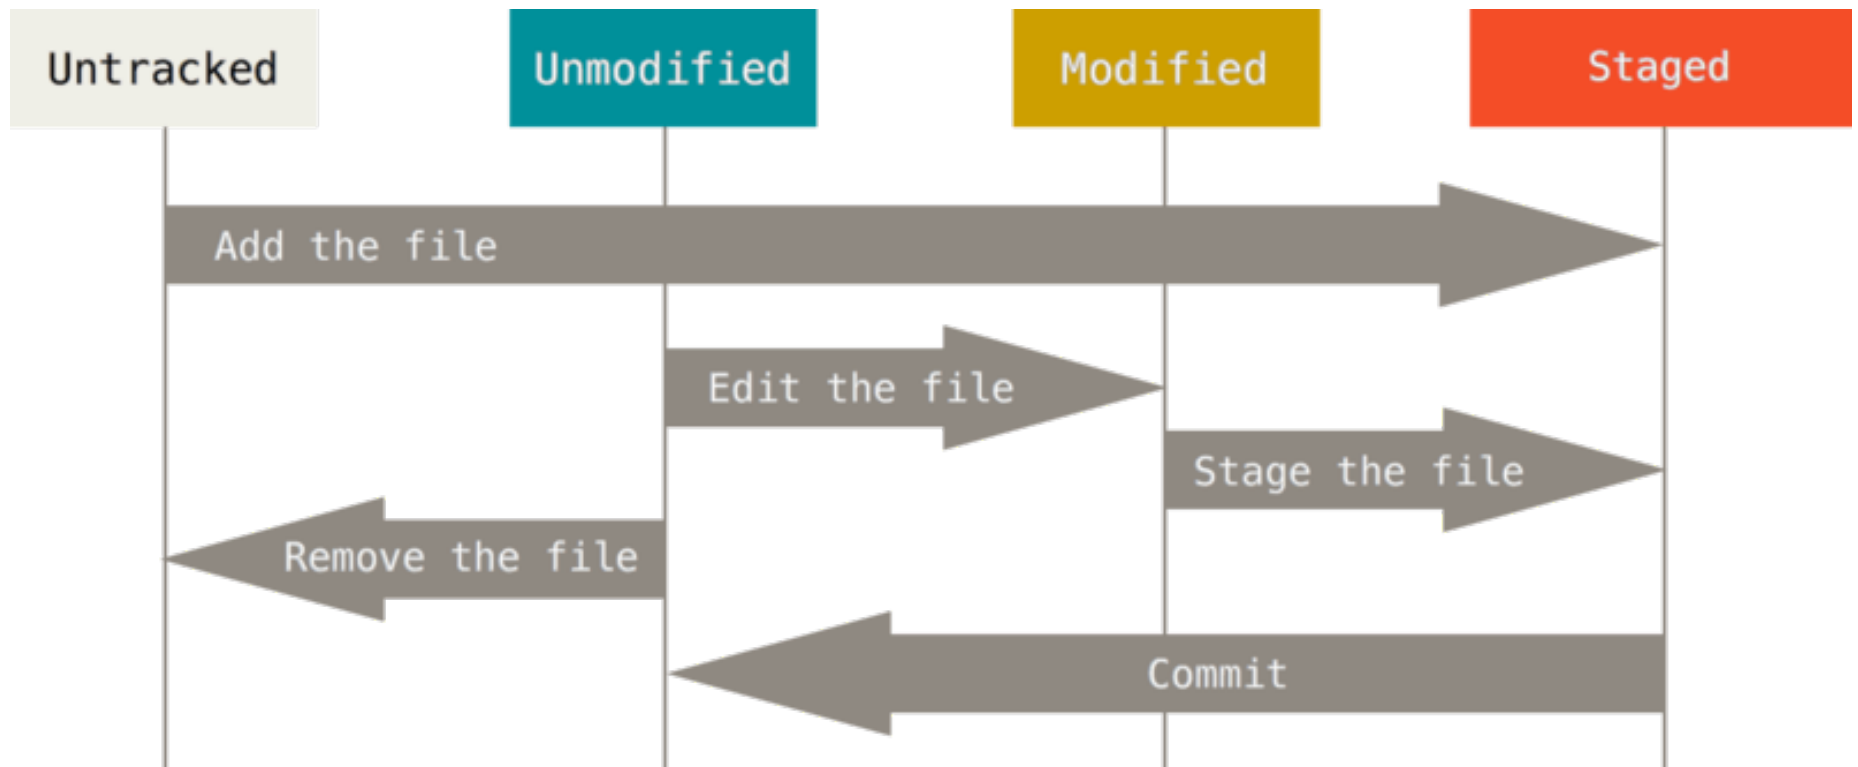 Untracked
Unmodified
Modified
Staged
Add the file
Edit the file
Stage the file
Remove the file
Commit